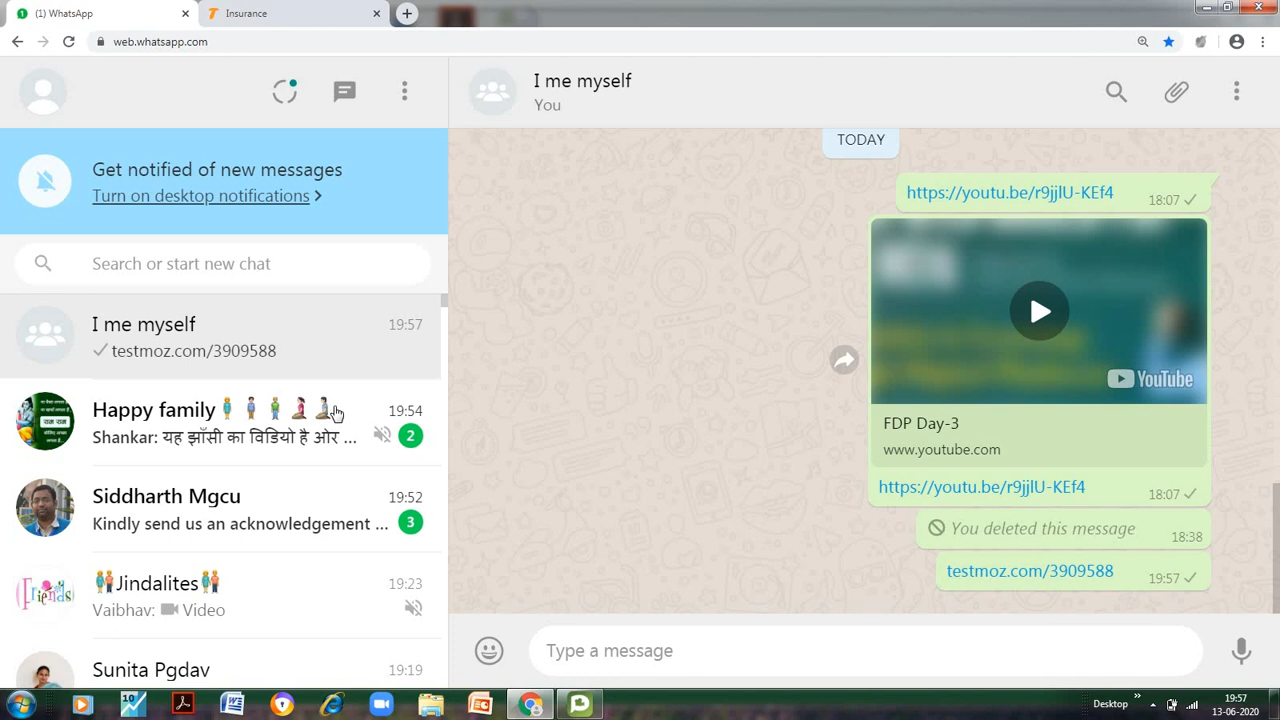 (1) WhatsApp
Insurance
web.whatsapp.com
Get notified of new messages
Turn on desktop notifications
Search or start new chat
I me myself 19:57
testmoz.com/3909588
Happy family 19:54
Shankar: यह झाँसी का विडियो है ओर ... 2
Siddharth Mgcu 19:52
Kindly send us an acknowledgement ... 3
Jindalites 19:23
Vaibhav: Video
Sunita Pgdav 19:19
I me myself
You
TODAY
https://youtu.be/r9jjlU-KEf4 18:07
YouTube
FDP Day-3
www.youtube.com
https://youtu.be/r9jjlU-KEf4 18:07
You deleted this message 18:38
testmoz.com/3909588 19:57
Type a message
Friends
10
Desktop
19:57
13-06-2020